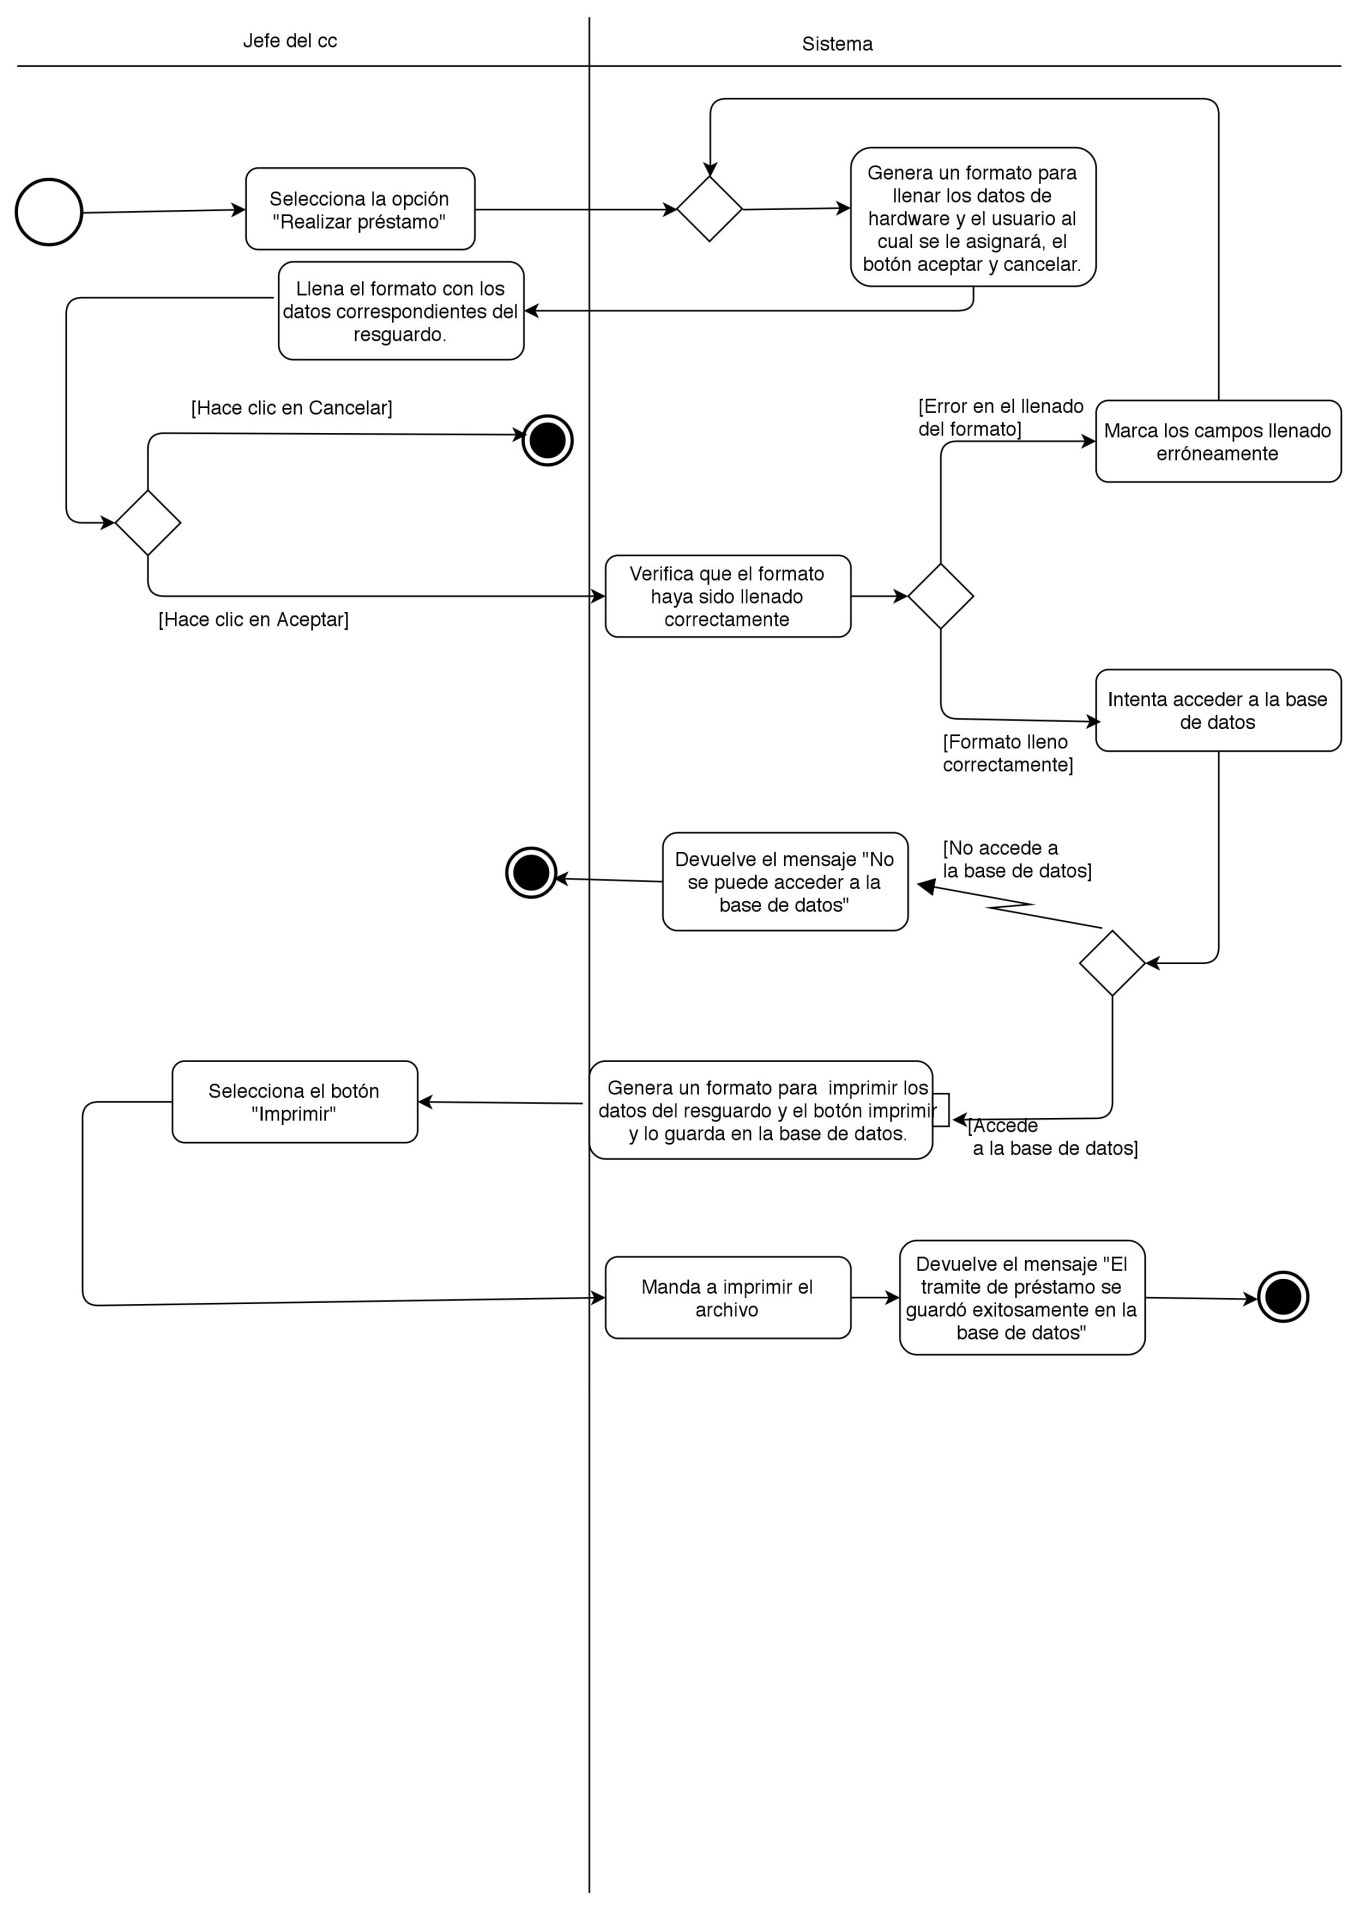 Jefe del cc
Sistema
Selecciona la opción
"Realizar préstamo"
Genera un formato para
llenar los datos de
hardware y el usuario al
cual se le asignará, el
botón aceptar y cancelar.
Llena el formato con los
datos correspondientes del
resguardo.
[Hace clic en Cancelar]
[Error en el llenado
del formato]
Marca los campos llenado
erróneamente
[Hace clic en Aceptar]
Verifica que el formato
haya sido llenado
correctamente
Intenta acceder a la base
de datos
[Formato lleno
correctamente]
Devuelve el mensaje "No
se puede acceder a la
base de datos"
[No accede a
la base de datos]
Selecciona el botón
"Imprimir"
Genera un formato para  imprimir los
datos del resguardo y el botón imprimir
y lo guarda en la base de datos.
[Accede
a la base de datos]
Manda a imprimir el
archivo
Devuelve el mensaje "El
tramite de préstamo se
guardó exitosamente en la
base de datos"